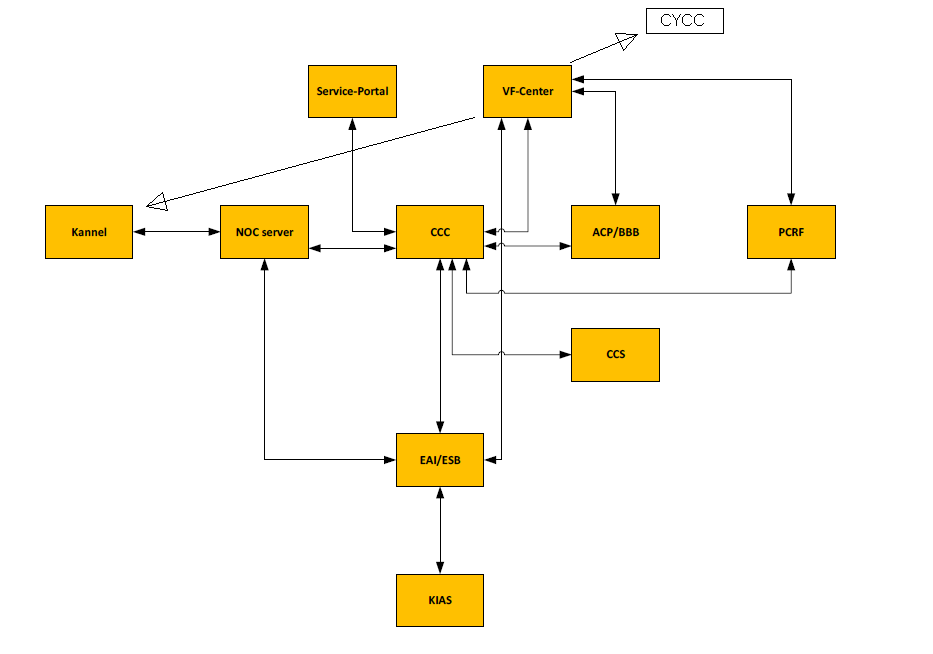 CYCC
Service-Portal
VF-Center
Kannel
NOC server
CCC
ACP/BBB
PCRF
CCS
EAI/ESB
KIAS